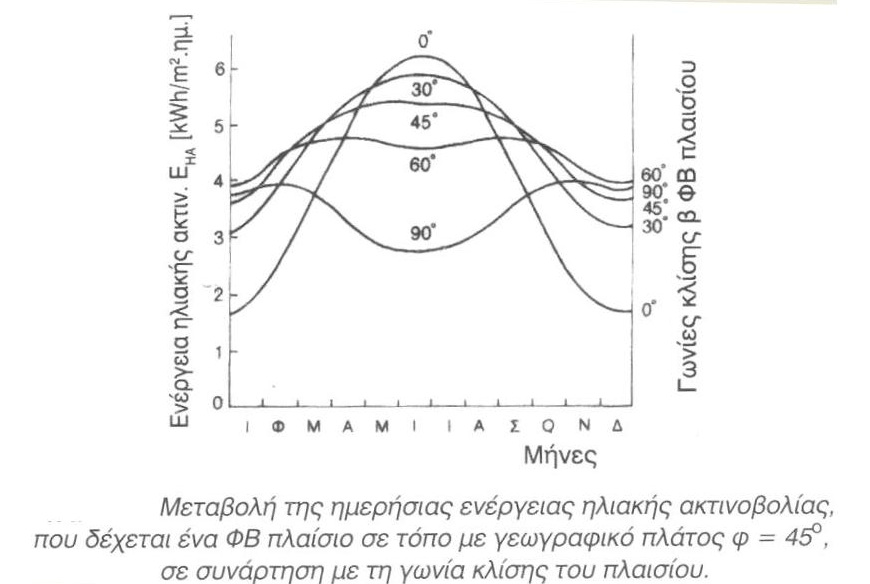 Ενέργεια ηλιακής ακτιν. E_HA [kWh/m².ημ.]
6
5
4
3
2
1
0
0°
30°
45°
60°
90°
60°
90°
45°
30°
0°
Γωνίες κλίσης β ΦΒ πλαισίου
Ι Φ Μ Α Μ Ι Ι Α Σ Ο Ν Δ
Μήνες
Μεταβολή της ημερήσιας ενέργειας ηλιακής ακτινοβολίας,
που δέχεται ένα ΦΒ πλαίσιο σε τόπο με γεωγραφικό πλάτος φ = 45°,
σε συνάρτηση με τη γωνία κλίσης του πλαισίου.